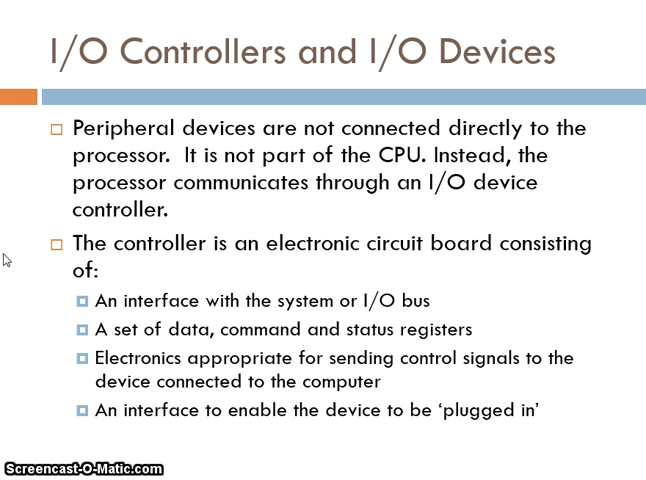 I/O Controllers and I/O Devices
Peripheral devices are not connected directly to the
processor. It is not part of the CPU. Instead, the
processor communicates through an I/O device
controller.
The controller is an electronic circuit board consisting
of:
An interface with the system or I/O bus
A set of data, command and status registers
Electronics appropriate for sending control signals to the
device connected to the computer
An interface to enable the device to be ‘plugged in’
Screencast-O-Matic.com